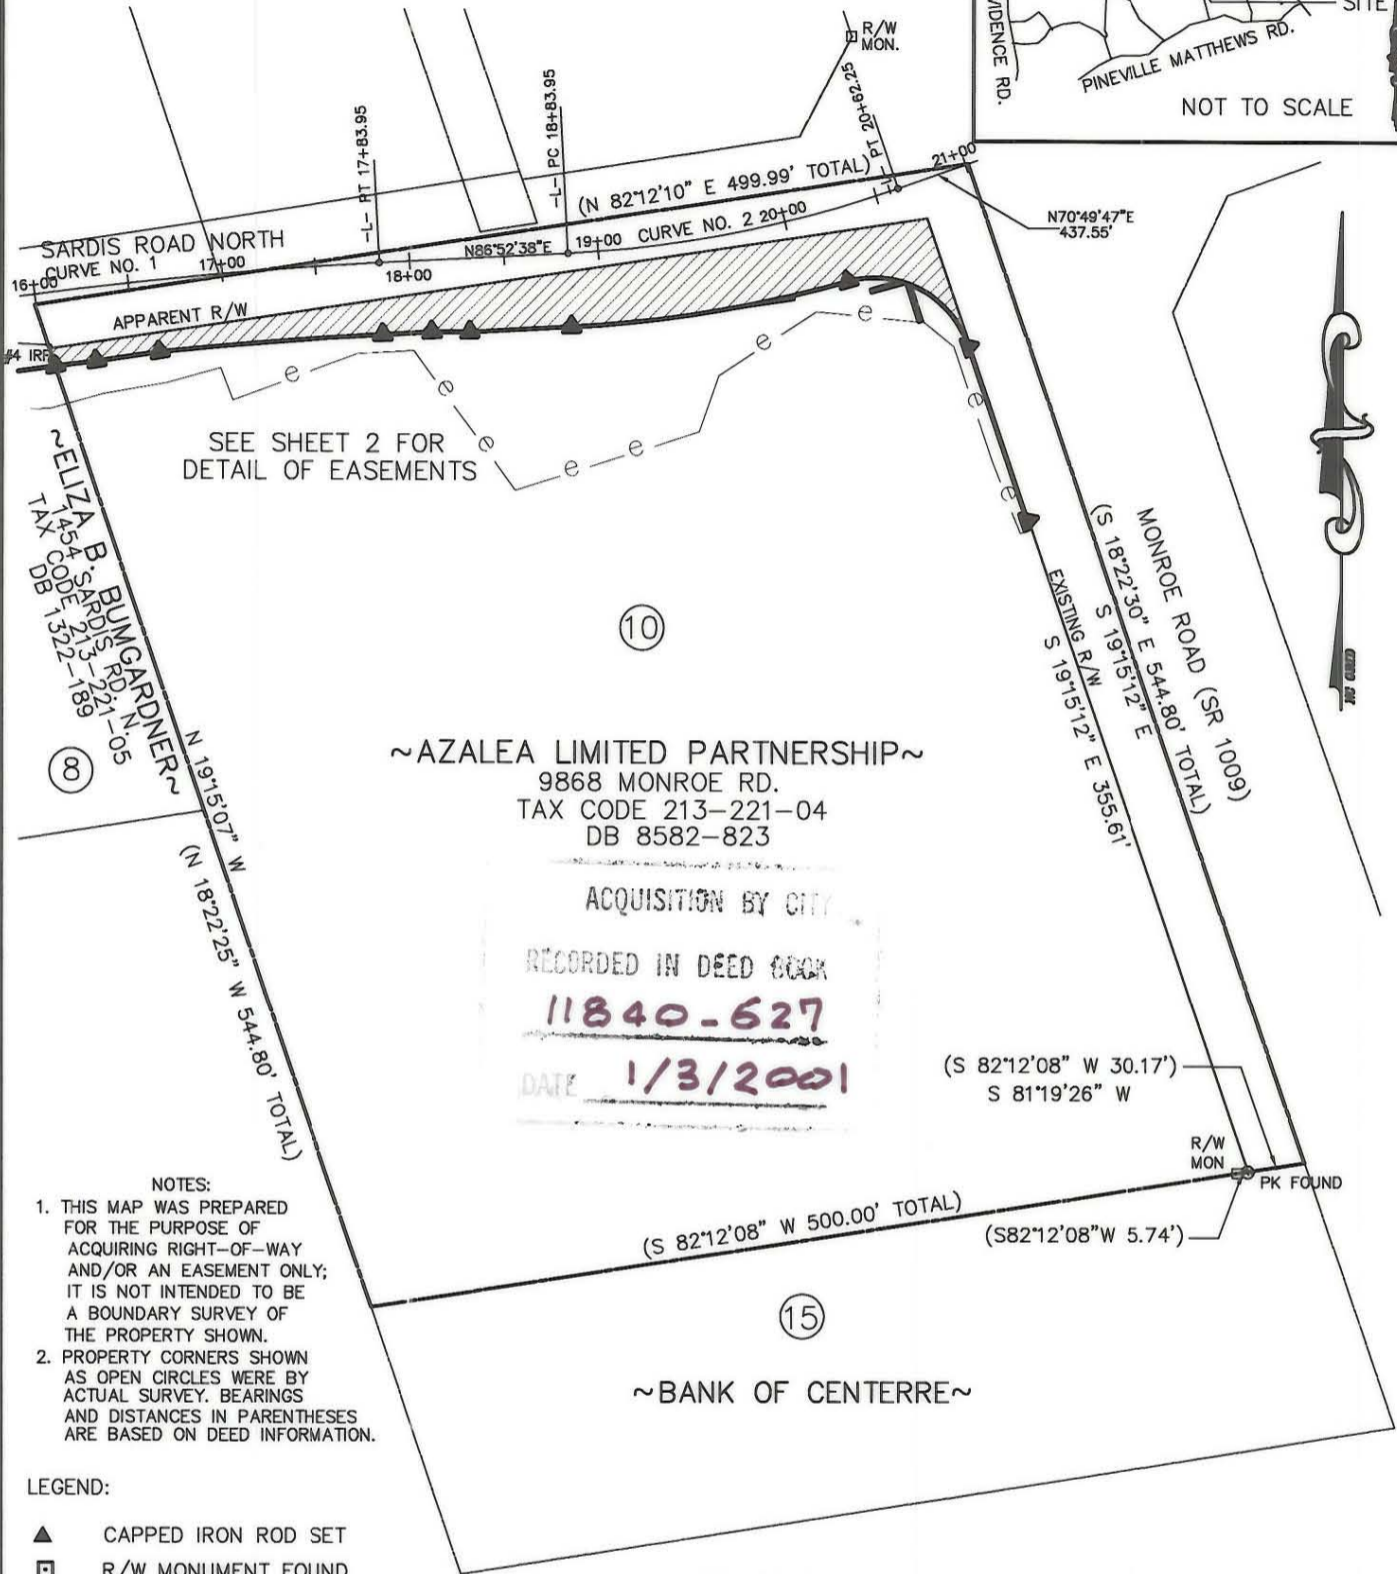 SITE
VIDENCE RD.
PINEVILLE MATTHEWS RD.
NOT TO SCALE
R/W
MON.
-L- PT 17+83.95
-L- PC 18+83.95
PT 20+62.25
21+00
(N 82°12'10" E 499.99' TOTAL)
N70°49'47"E
437.55'
SARDIS ROAD NORTH
CURVE NO. 1
16+00
17+00
18+00
N86°52'38"E
19+00
CURVE NO. 2
20+00
APPARENT R/W
#4 IRF
e
e
e
e
e
e
e
e
e
SEE SHEET 2 FOR
DETAIL OF EASEMENTS
~ELIZA B. BUMGARDNER~
1454 SARDIS RD. N.
TAX CODE 213-221-05
DB 1322-189
8
N 19°15'07" W
(N 18°22'25" W 544.80' TOTAL)
10
~AZALEA LIMITED PARTNERSHIP~
9868 MONROE RD.
TAX CODE 213-221-04
DB 8582-823
ACQUISITION BY CITY
RECORDED IN DEED BOOK
11840-627
DATE 1/3/2001
MONROE ROAD (SR 1009)
(S 18°22'30" E 544.80' TOTAL)
S 19°15'12" E
EXISTING R/W
S 19°15'12" E 355.61'
(S 82°12'08" W 30.17')
S 81°19'26" W
R/W
MON
PK FOUND
(S82°12'08"W 5.74')
(S 82°12'08" W 500.00' TOTAL)
15
~BANK OF CENTERRE~
NOTES:
1. THIS MAP WAS PREPARED
FOR THE PURPOSE OF
ACQUIRING RIGHT-OF-WAY
AND/OR AN EASEMENT ONLY;
IT IS NOT INTENDED TO BE
A BOUNDARY SURVEY OF
THE PROPERTY SHOWN.
2. PROPERTY CORNERS SHOWN
AS OPEN CIRCLES WERE BY
ACTUAL SURVEY. BEARINGS
AND DISTANCES IN PARENTHESES
ARE BASED ON DEED INFORMATION.
LEGEND:
CAPPED IRON ROD SET
R/W MONUMENT FOUND